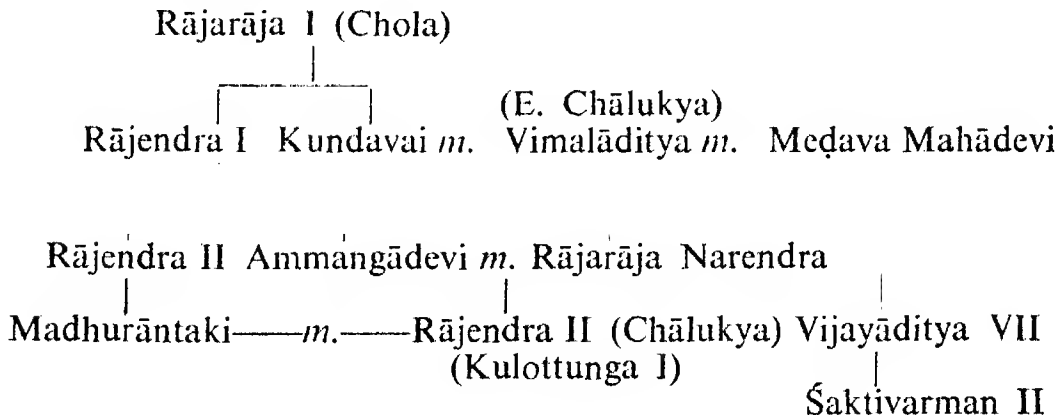 Rājarāja I (Chola)
(E. Chālukya)
Rājendra I Kundavai m. Vimalāditya m. Meḍava Mahādevi
Rājendra II Ammangādevi m. Rājarāja Narendra
Madhurāntaki——m.——Rājendra II (Chālukya) Vijayāditya VII
(Kulottunga I)
Śaktivarman II